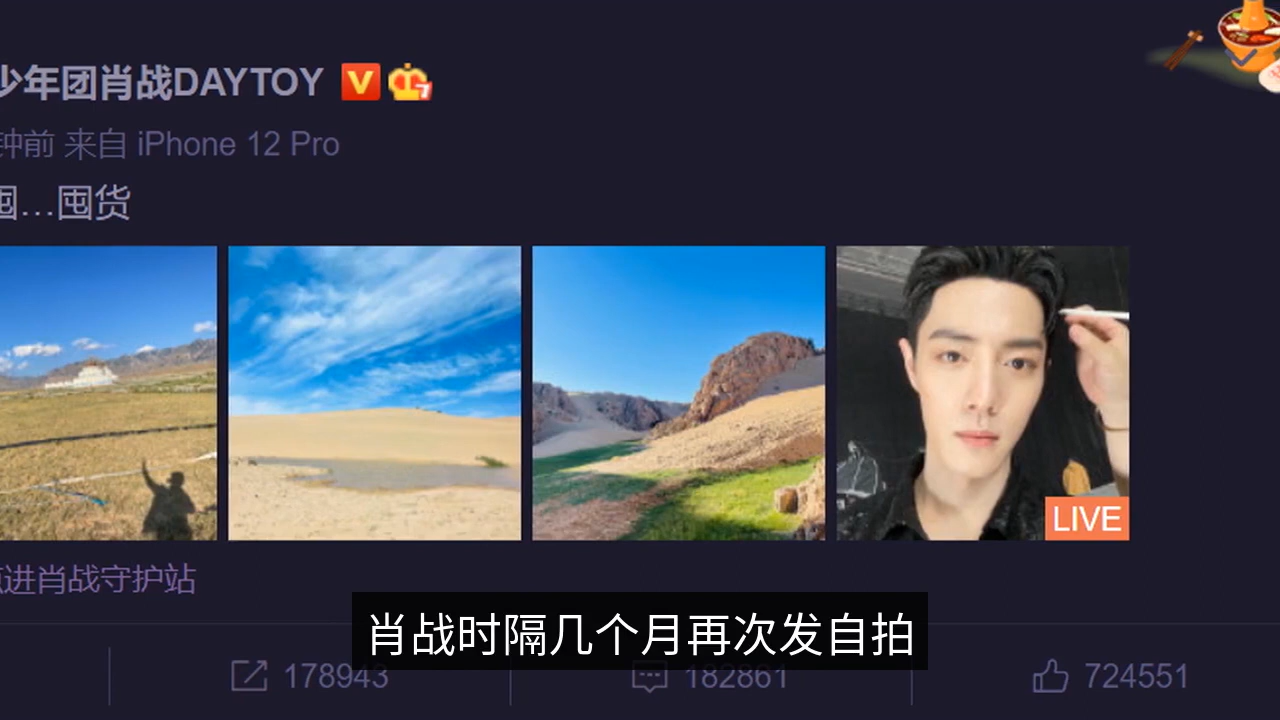 少年团肖战DAYTOY
钟前 来自 iPhone 12 Pro
囤…囤货
LIVE
进肖战守护站
肖战时隔几个月再次发自拍
178943
182861
724551